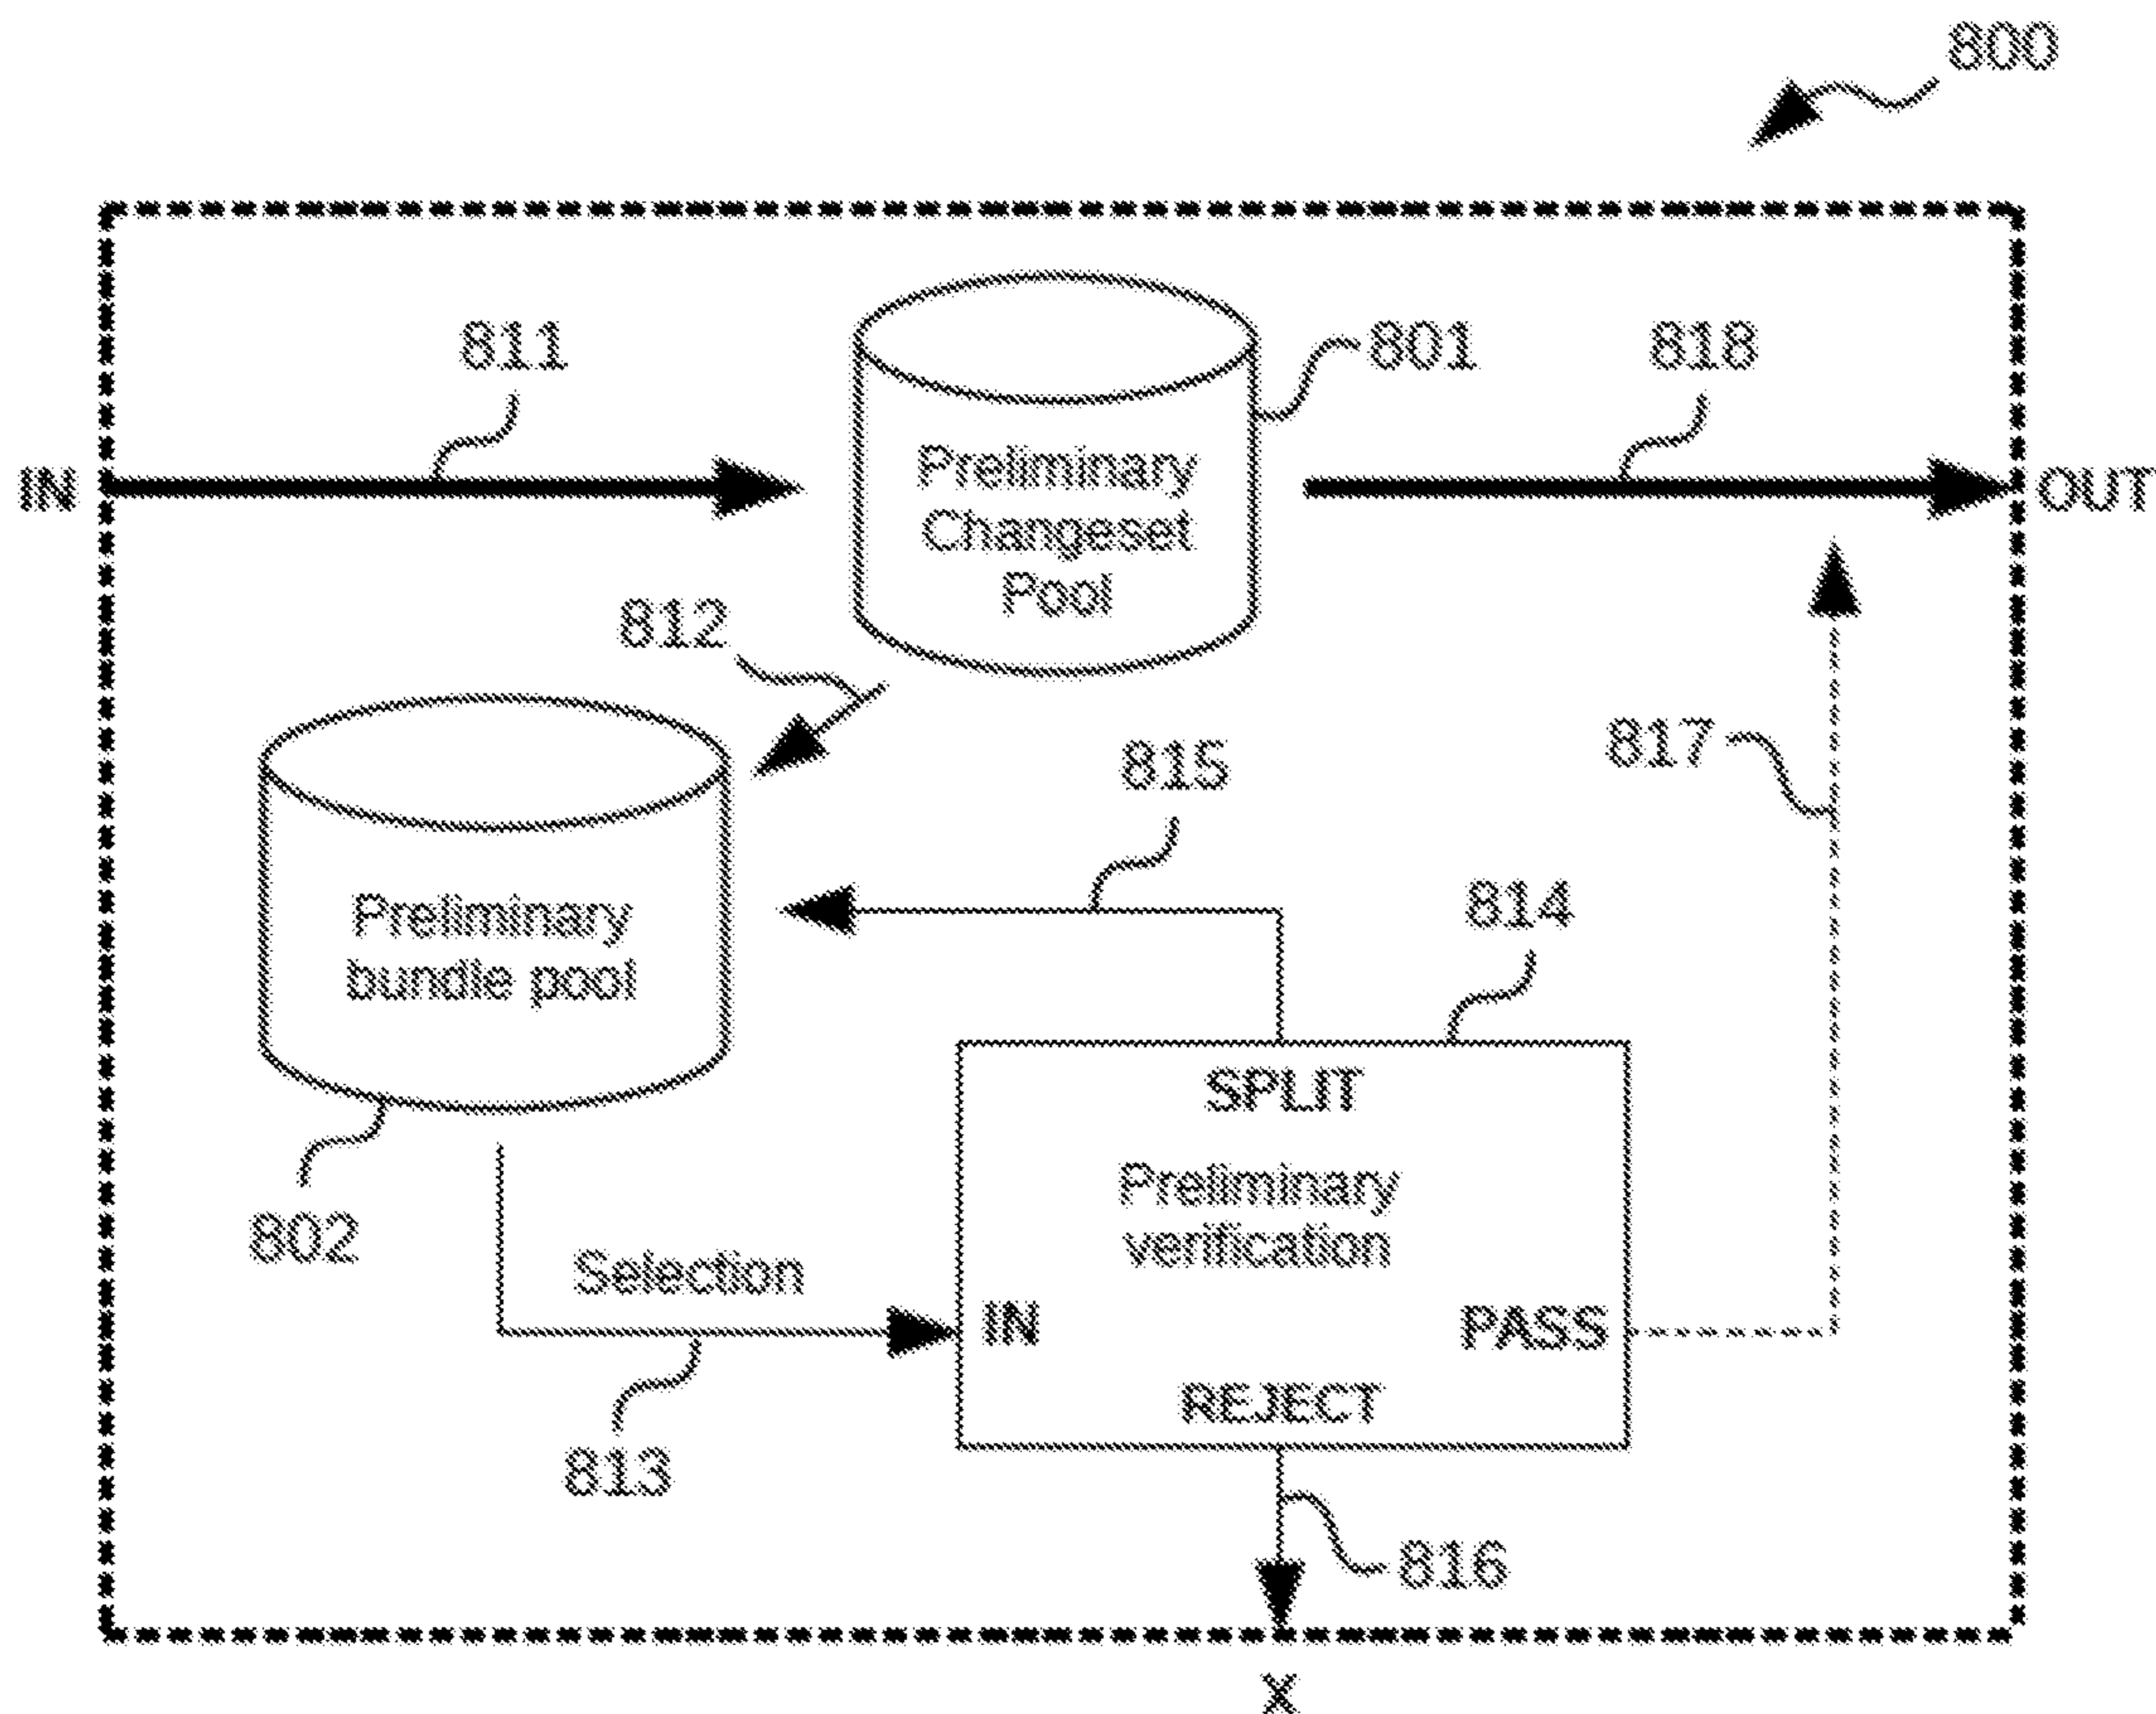 800
811
801
818
IN
Preliminary
Changeset
Pool
OUT
812
815
817
Preliminary
bundle pool
814
SPLIT
Preliminary
verification
802
Selection
IN
PASS
REJECT
813
816
X